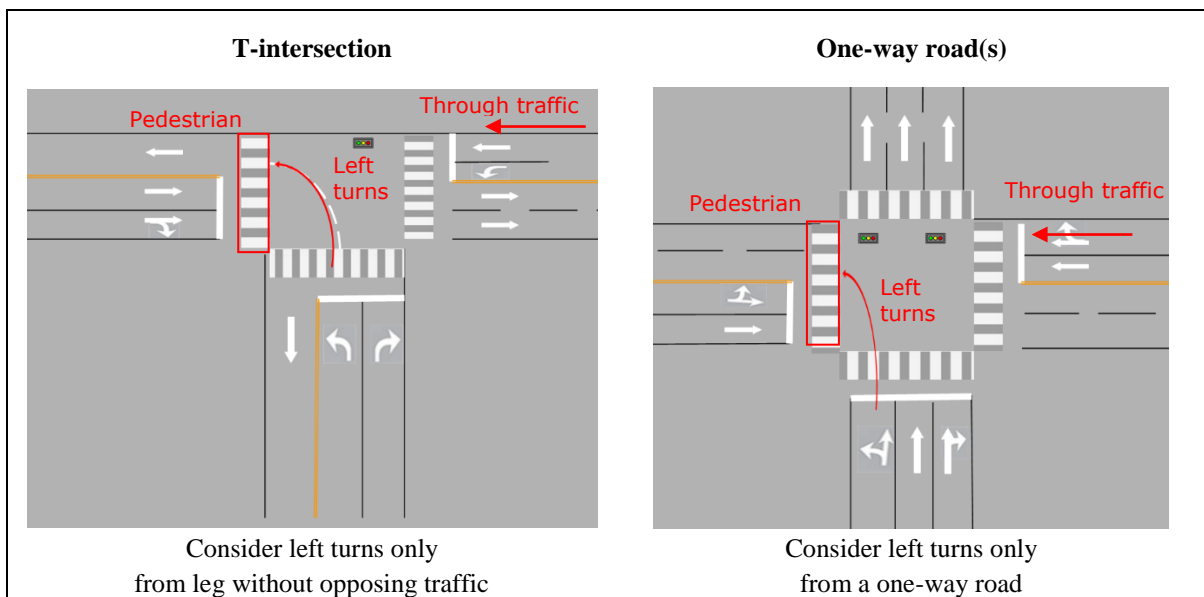 T-intersection
Pedestrian
Through traffic
Left
turns
Consider left turns only
from leg without opposing traffic
One-way road(s)
Pedestrian
Through traffic
Left
turns
Consider left turns only
from a one-way road